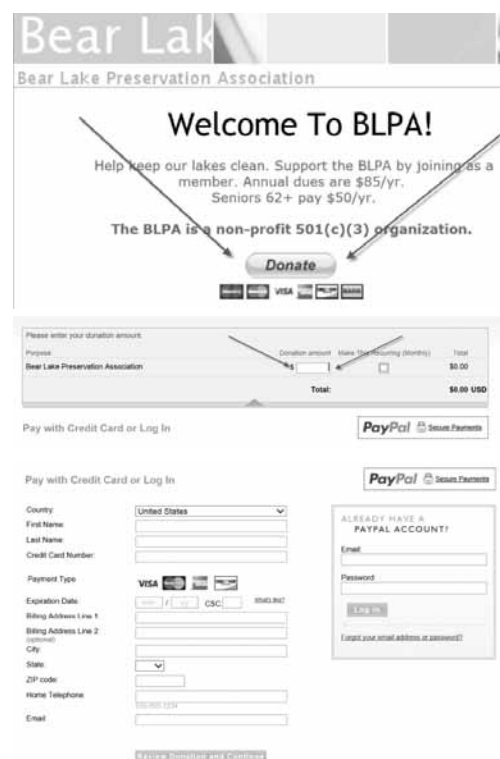 Bear Lak
Bear Lake Preservation Association
Welcome To BLPA!
Help keep our lakes clean. Support the BLPA by joining as a
member. Annual dues are $85/yr.
Seniors 62+ pay $50/yr.
The BLPA is a non-profit 501(c)(3) organization.
Donate
VISA
Please enter your donation amount.
Purpose Donation amount Make This Recurring (Monthly) Total
Bear Lake Preservation Association $ $0.00
Total: $0.00 USD
Pay with Credit Card or Log In PayPal Secure Payments
Pay with Credit Card or Log In PayPal Secure Payments
Country: United States
First Name:
Last Name:
Credit Card Number:
Payment Type VISA
Expiration Date: / CSC: What's this?
Billing Address Line 1:
Billing Address Line 2:
(optional)
City:
State:
ZIP code:
Home Telephone
Email
ALREADY HAVE A
PAYPAL ACCOUNT?
Email
Password
Log In
Forgot your email address or password?
Review Donation and Continue